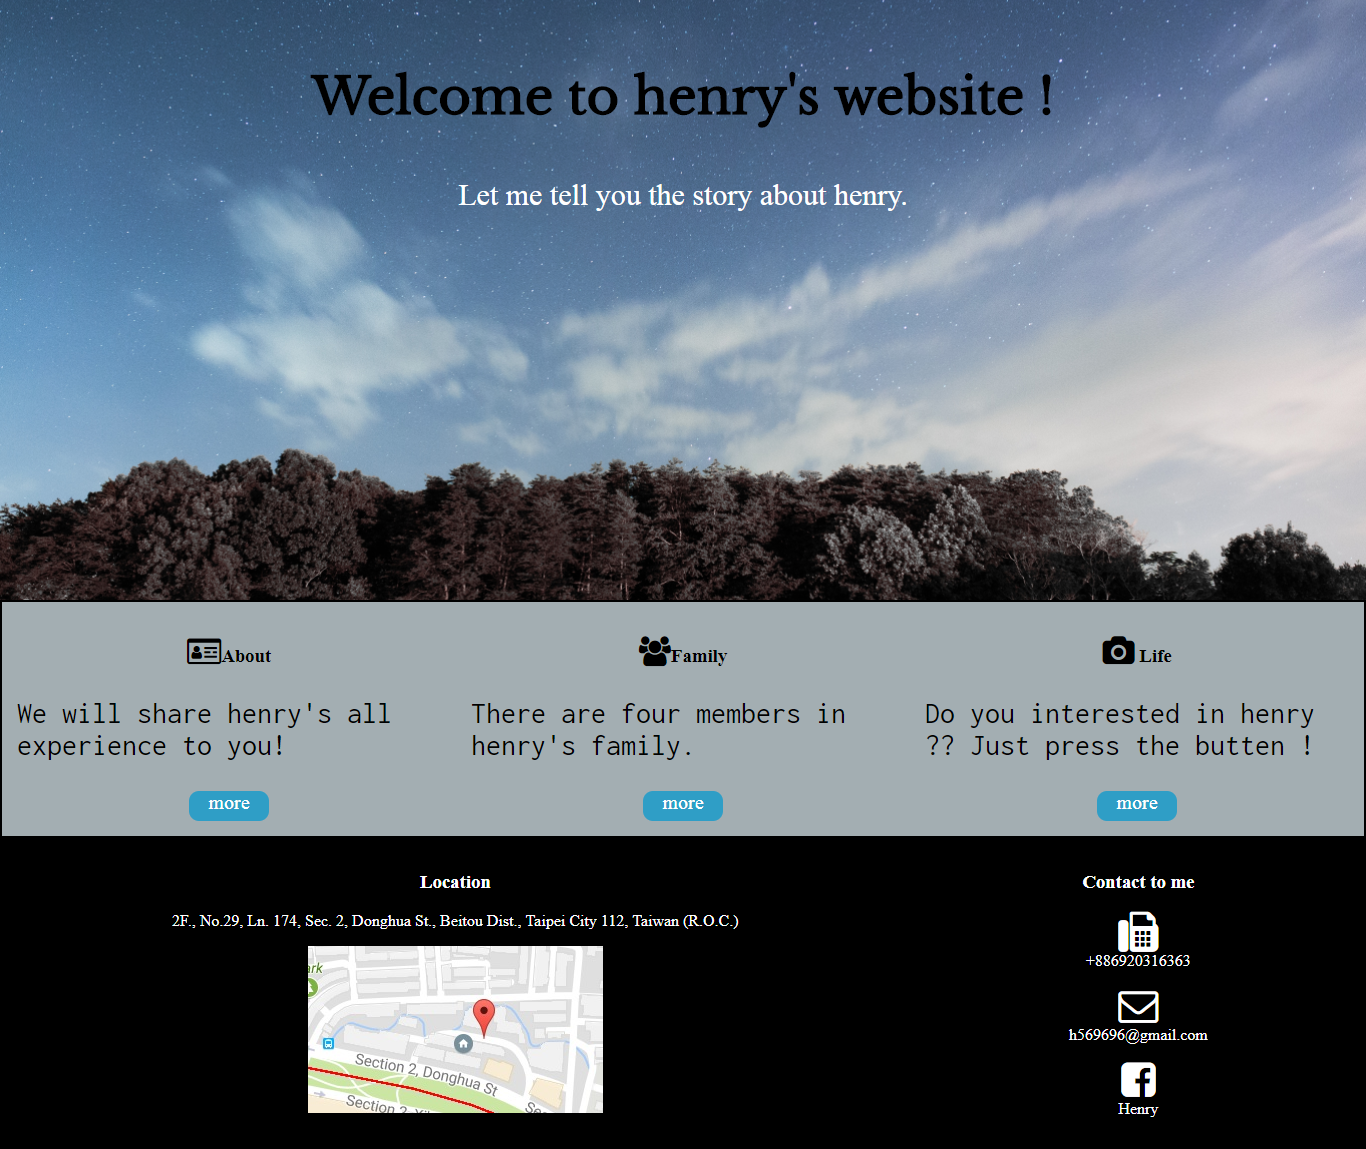 Welcome to henry's website !
Let me tell you the story about henry.
About
We will share henry's all
experience to you!
more
Family
There are four members in
henry's family.
more
Life
Do you interested in henry
?? Just press the butten !
more
Location
2F., No.29, Ln. 174, Sec. 2, Donghua St., Beitou Dist., Taipei City 112, Taiwan (R.O.C.)
ark
Section 2, Donghua St
Section 2
Contact to me
+886920316363
h569696@gmail.com
Henry